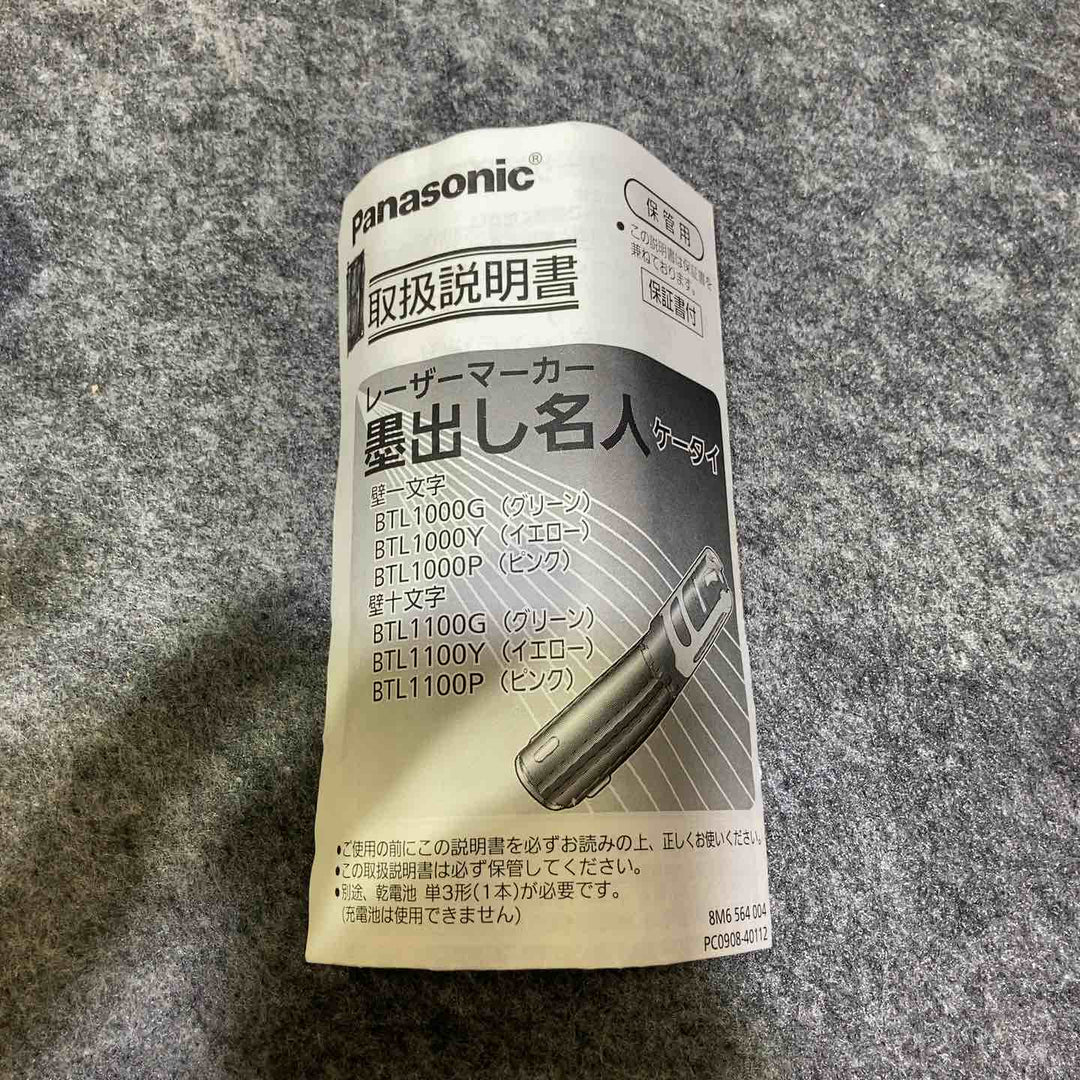 Panasonic®
取扱説明書
保管用
●この説明書は保証書を
兼ねております。
保証書付
レーザーマーカー
墨出し名人ケータイ
壁一文字
BTL1000G（グリーン）
BTL1000Y（イエロー）
BTL1000P（ピンク）
壁十文字
BTL1100G（グリーン）
BTL1100Y（イエロー）
BTL1100P（ピンク）
●ご使用の前にこの説明書を必ずお読みの上、正しくお使いください。
●この取扱説明書は必ず保管してください。
●別途、乾電池 単3形(1本)が必要です。
(充電池は使用できません)
8M6 564 004
PC0908-40112